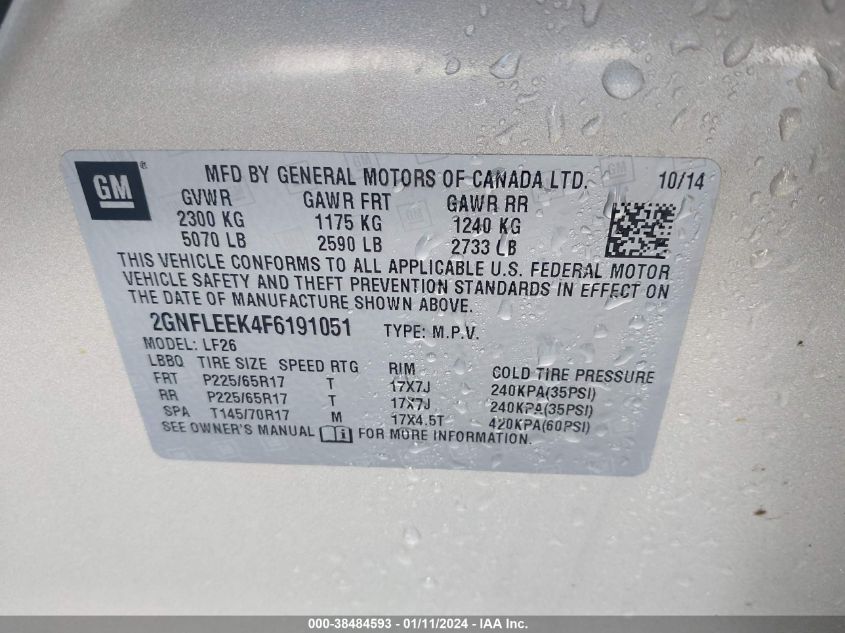 GM ® MFD BY GENERAL MOTORS OF CANADA LTD. 10/14
GVWR GAWR FRT GAWR RR
2300 KG 1175 KG 1240 KG
5070 LB 2590 LB 2733 LB
THIS VEHICLE CONFORMS TO ALL APPLICABLE U.S. FEDERAL MOTOR
VEHICLE SAFETY AND THEFT PREVENTION STANDARDS IN EFFECT ON
THE DATE OF MANUFACTURE SHOWN ABOVE.
2GNFLEEK4F6191051 TYPE: M.P.V.
MODEL: LF26
LBBQ TIRE SIZE SPEED RTG RIM COLD TIRE PRESSURE
FRT P225/65R17 T 17X7J 240KPA(35PSI)
RR P225/65R17 T 17X7J 240KPA(35PSI)
SPA T145/70R17 M 17X4.5T 420KPA(60PSI)
SEE OWNER'S MANUAL i FOR MORE INFORMATION.
000-38484593 - 01/11/2024 - IAA Inc.